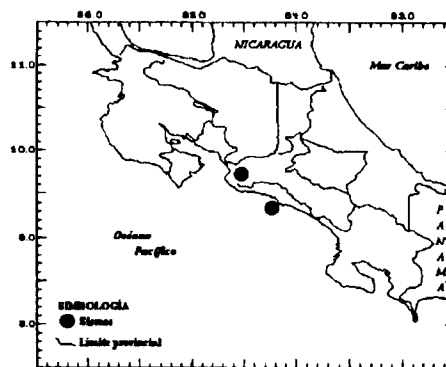 86.0 85.0 84.0 83.0
NICARAGUA
Mar Caribe
11.0
10.0
9.0
8.0
Océano
Pacífico
PANAMA
SIMBOLOGÍA
Sismos
Límite provincial